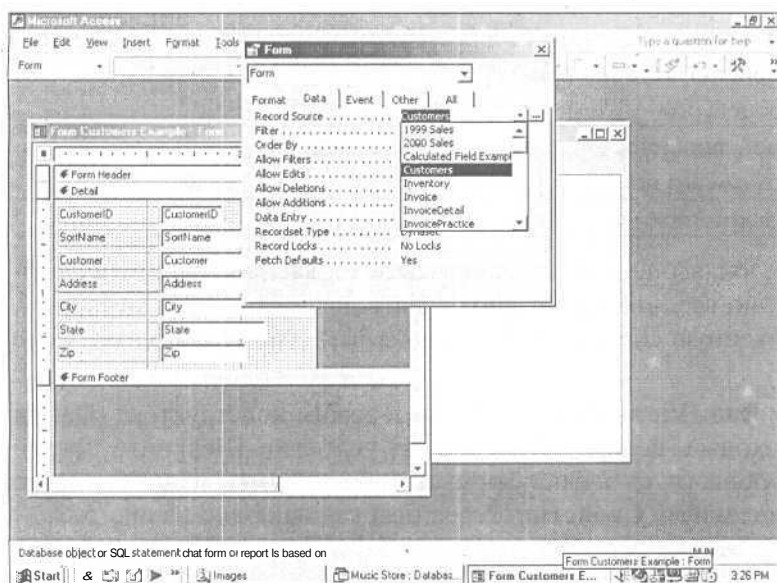 Microsoft Access
File Edit View Insert Format Tools
Type a question for help
Form
Form
Form
Format Data Event Other All
Record Source . . . . . . . . . Customers
Filter . . . . . . . . . . . . . . . . .
Order By . . . . . . . . . . . . . .
Allow Filters . . . . . . . . . . .
Allow Edits . . . . . . . . . . . .
Allow Deletions . . . . . . . . .
Allow Additions . . . . . . . . .
Data Entry . . . . . . . . . . . .
Recordset Type . . . . . . . . Dynaset
Record Locks . . . . . . . . . . No Locks
Fetch Defaults . . . . . . . . . Yes
1999 Sales
2000 Sales
Calculated Field Exampl
Customers
Inventory
Invoice
InvoiceDetail
InvoicePractice
Form Customers Example : Form
Form Header
Detail
CustomerID CustomerID
SortName SortName
Customer Customer
Address Address
City City
State State
Zip Zip
Form Footer
Database object or SQL statement chat form or report Is based on
Form Customers Example : Form
Start & Images Music Store : Databas... Form Customers E... 3:26 PM